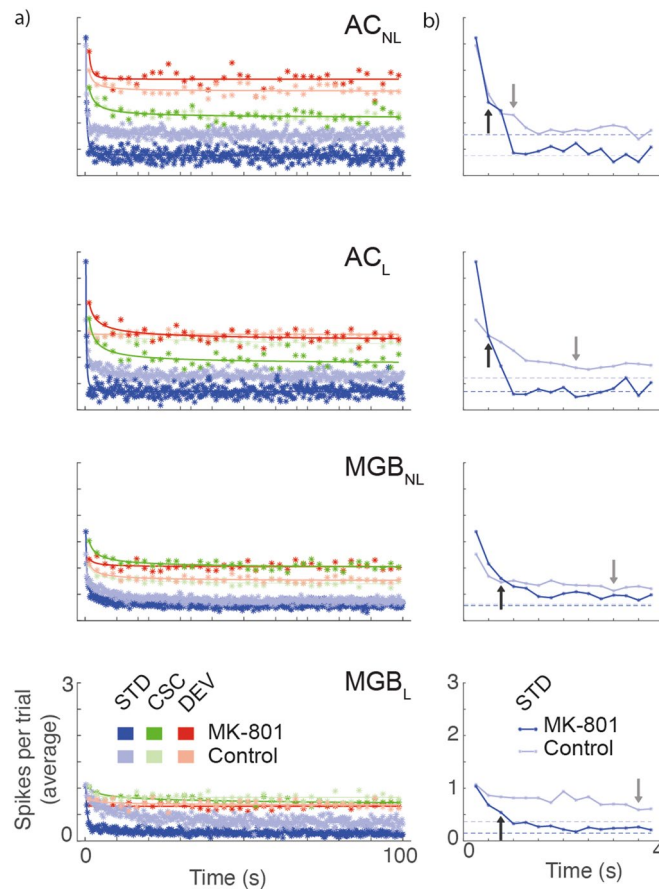 a)
AC NL
b)
AC L
MGB NL
MGB L
3
STD
CSC
DEV
MK-801
Control
Spikes per trial
(average)
0
0
100
Time (s)
3
STD
MK-801
Control
2
1
0
0
4
Time (s)